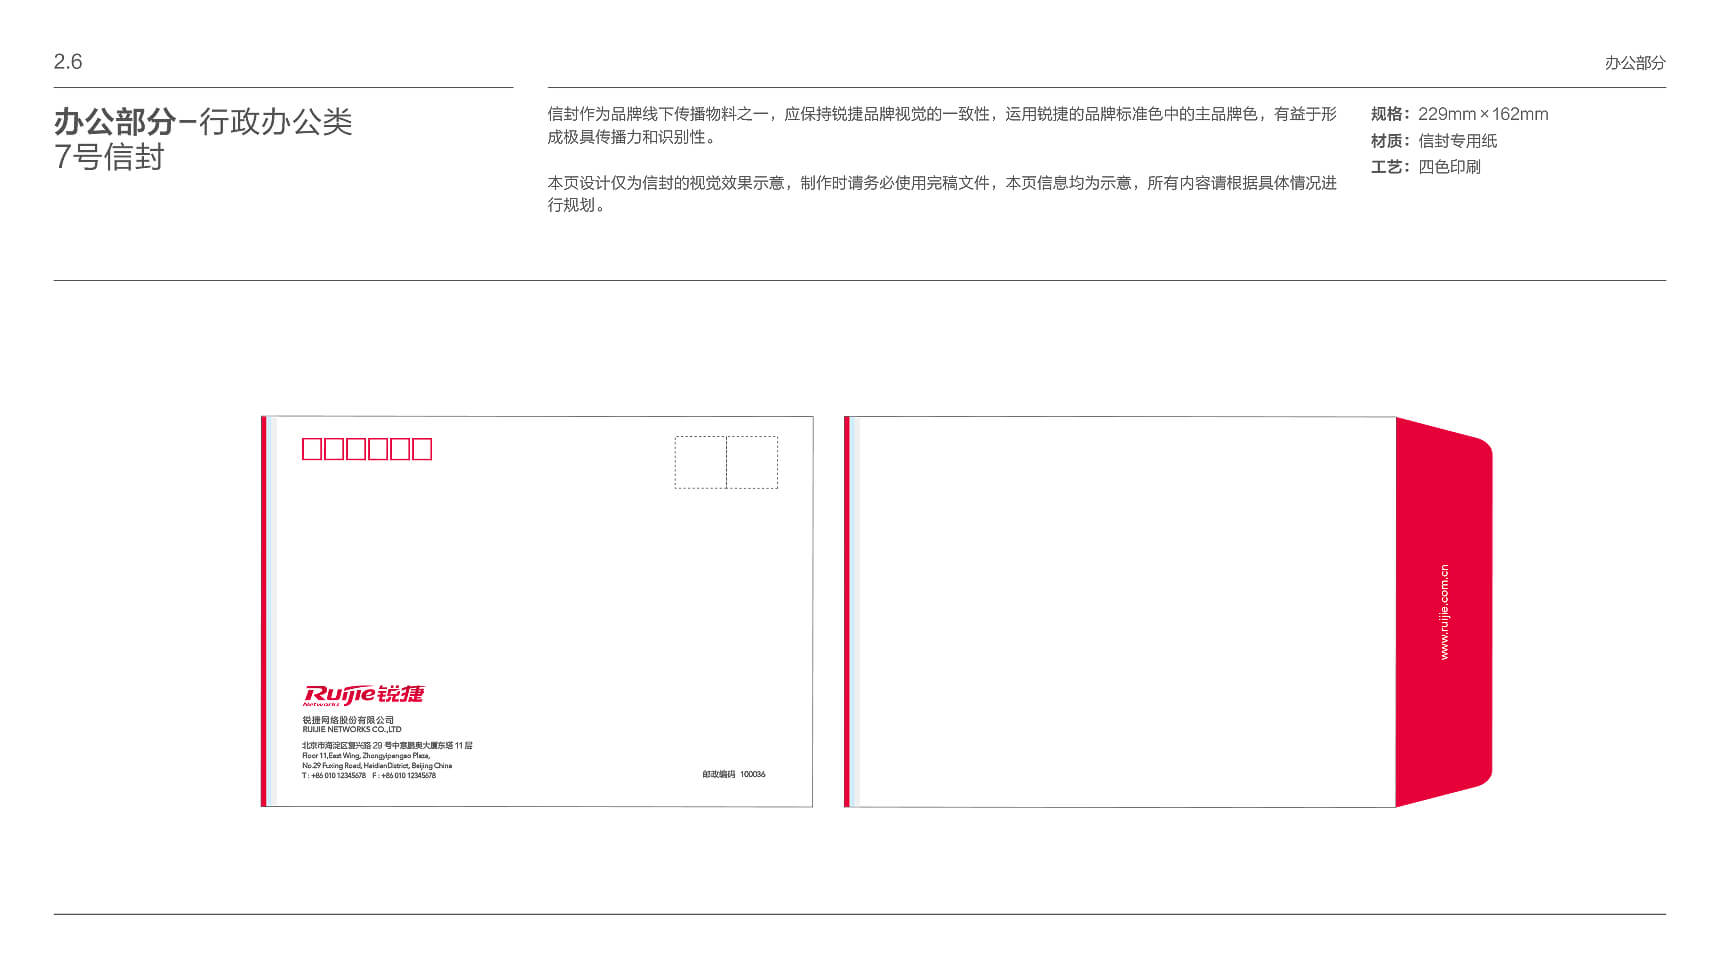 2.6
办公部分
办公部分-行政办公类
7号信封
信封作为品牌线下传播物料之一，应保持锐捷品牌视觉的一致性，运用锐捷的品牌标准色中的主品牌色，有益于形
成极具传播力和识别性。
本页设计仅为信封的视觉效果示意，制作时请务必使用完稿文件，本页信息均为示意，所有内容请根据具体情况进
行规划。
规格：229mm×162mm
材质：信封专用纸
工艺：四色印刷
Ruijie锐捷
Networks
锐捷网络股份有限公司
RUIJIE NETWORKS CO.,LTD
北京市海淀区复兴路 29 号中意鹏奥大厦东塔 11 层
Floor 11,East Wing, Zhongyipengao Plaza,
No.29 Fuxing Road, Haidian District, Beijing China
T : +86 010 12345678 F : +86 010 12345678
邮政编码 100036
www.ruijie.com.cn